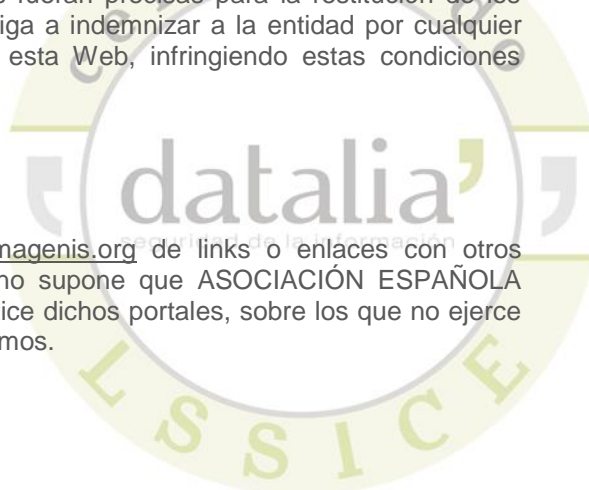 fueran precisas para la restitución de los
iga a indemnizar a la entidad por cualquier
esta Web, infringiendo estas condiciones
datalia
seguridad de la información
magenis.org de links o enlaces con otros
no supone que ASOCIACIÓN ESPAÑOLA
ice dichos portales, sobre los que no ejerce
mos.
LSSICE